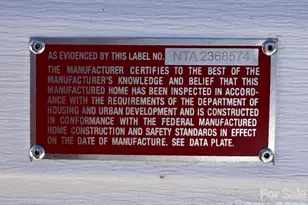 AS EVIDENCED BY THIS LABEL NO. NTA 2368574
THE MANUFACTURER CERTIFIES TO THE BEST OF THE
MANUFACTURER'S KNOWLEDGE AND BELIEF THAT THIS
MANUFACTURED HOME HAS BEEN INSPECTED IN ACCORD-
ANCE WITH THE REQUIREMENTS OF THE DEPARTMENT OF
HOUSING AND URBAN DEVELOPMENT AND IS CONSTRUCTED
IN CONFORMANCE WITH THE FEDERAL MANUFACTURED
HOME CONSTRUCTION AND SAFETY STANDARDS IN EFFECT
ON THE DATE OF MANUFACTURE. SEE DATA PLATE.
For Sale